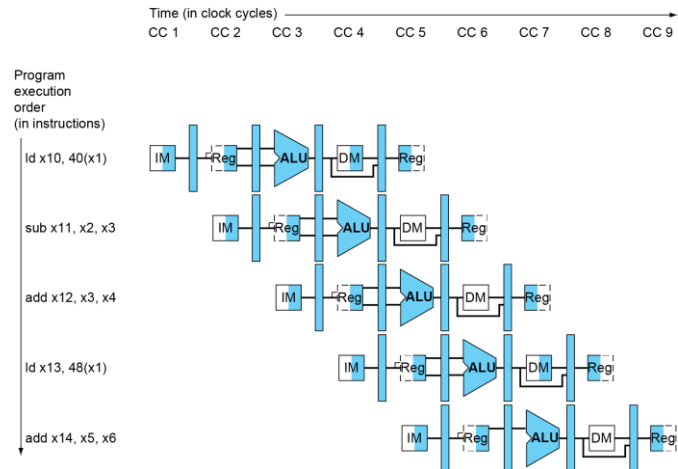 Time (in clock cycles)
CC 1 CC 2 CC 3 CC 4 CC 5 CC 6 CC 7 CC 8 CC 9
Program
execution
order
(in instructions)
ld x10, 40(x1) IM Reg ALU DM Reg
sub x11, x2, x3 IM Reg ALU DM Reg
add x12, x3, x4 IM Reg ALU DM Reg
ld x13, 48(x1) IM Reg ALU DM Reg
add x14, x5, x6 IM Reg ALU DM Reg